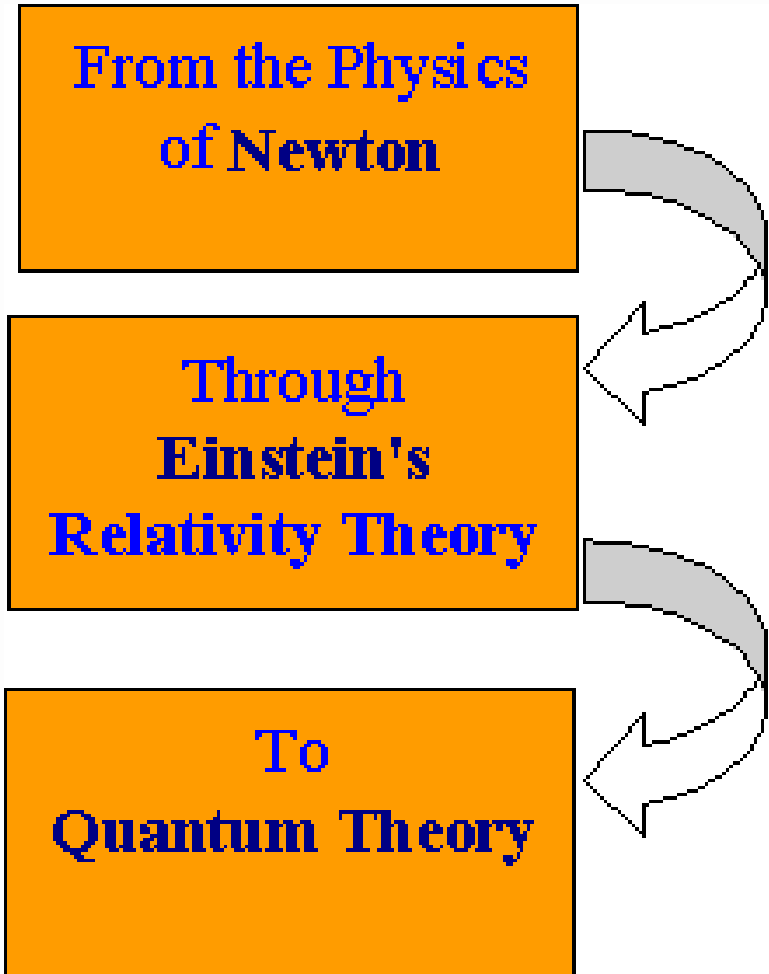 From the Physics
of Newton
Through
Einstein's
Relativity Theory
To
Quantum Theory